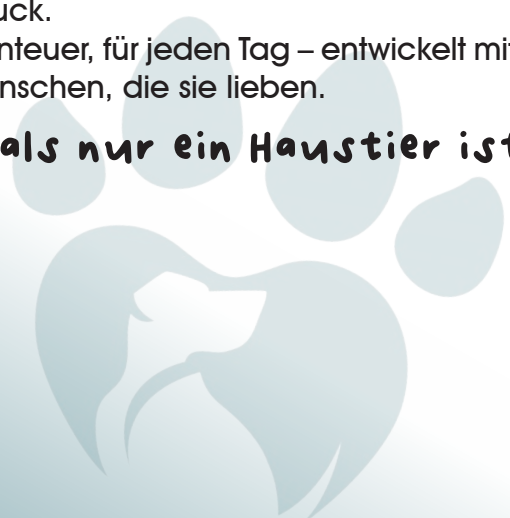 uck.
nteuer, für jeden Tag – entwickelt mit
nschen, die sie lieben.
als nur ein Haustier ist